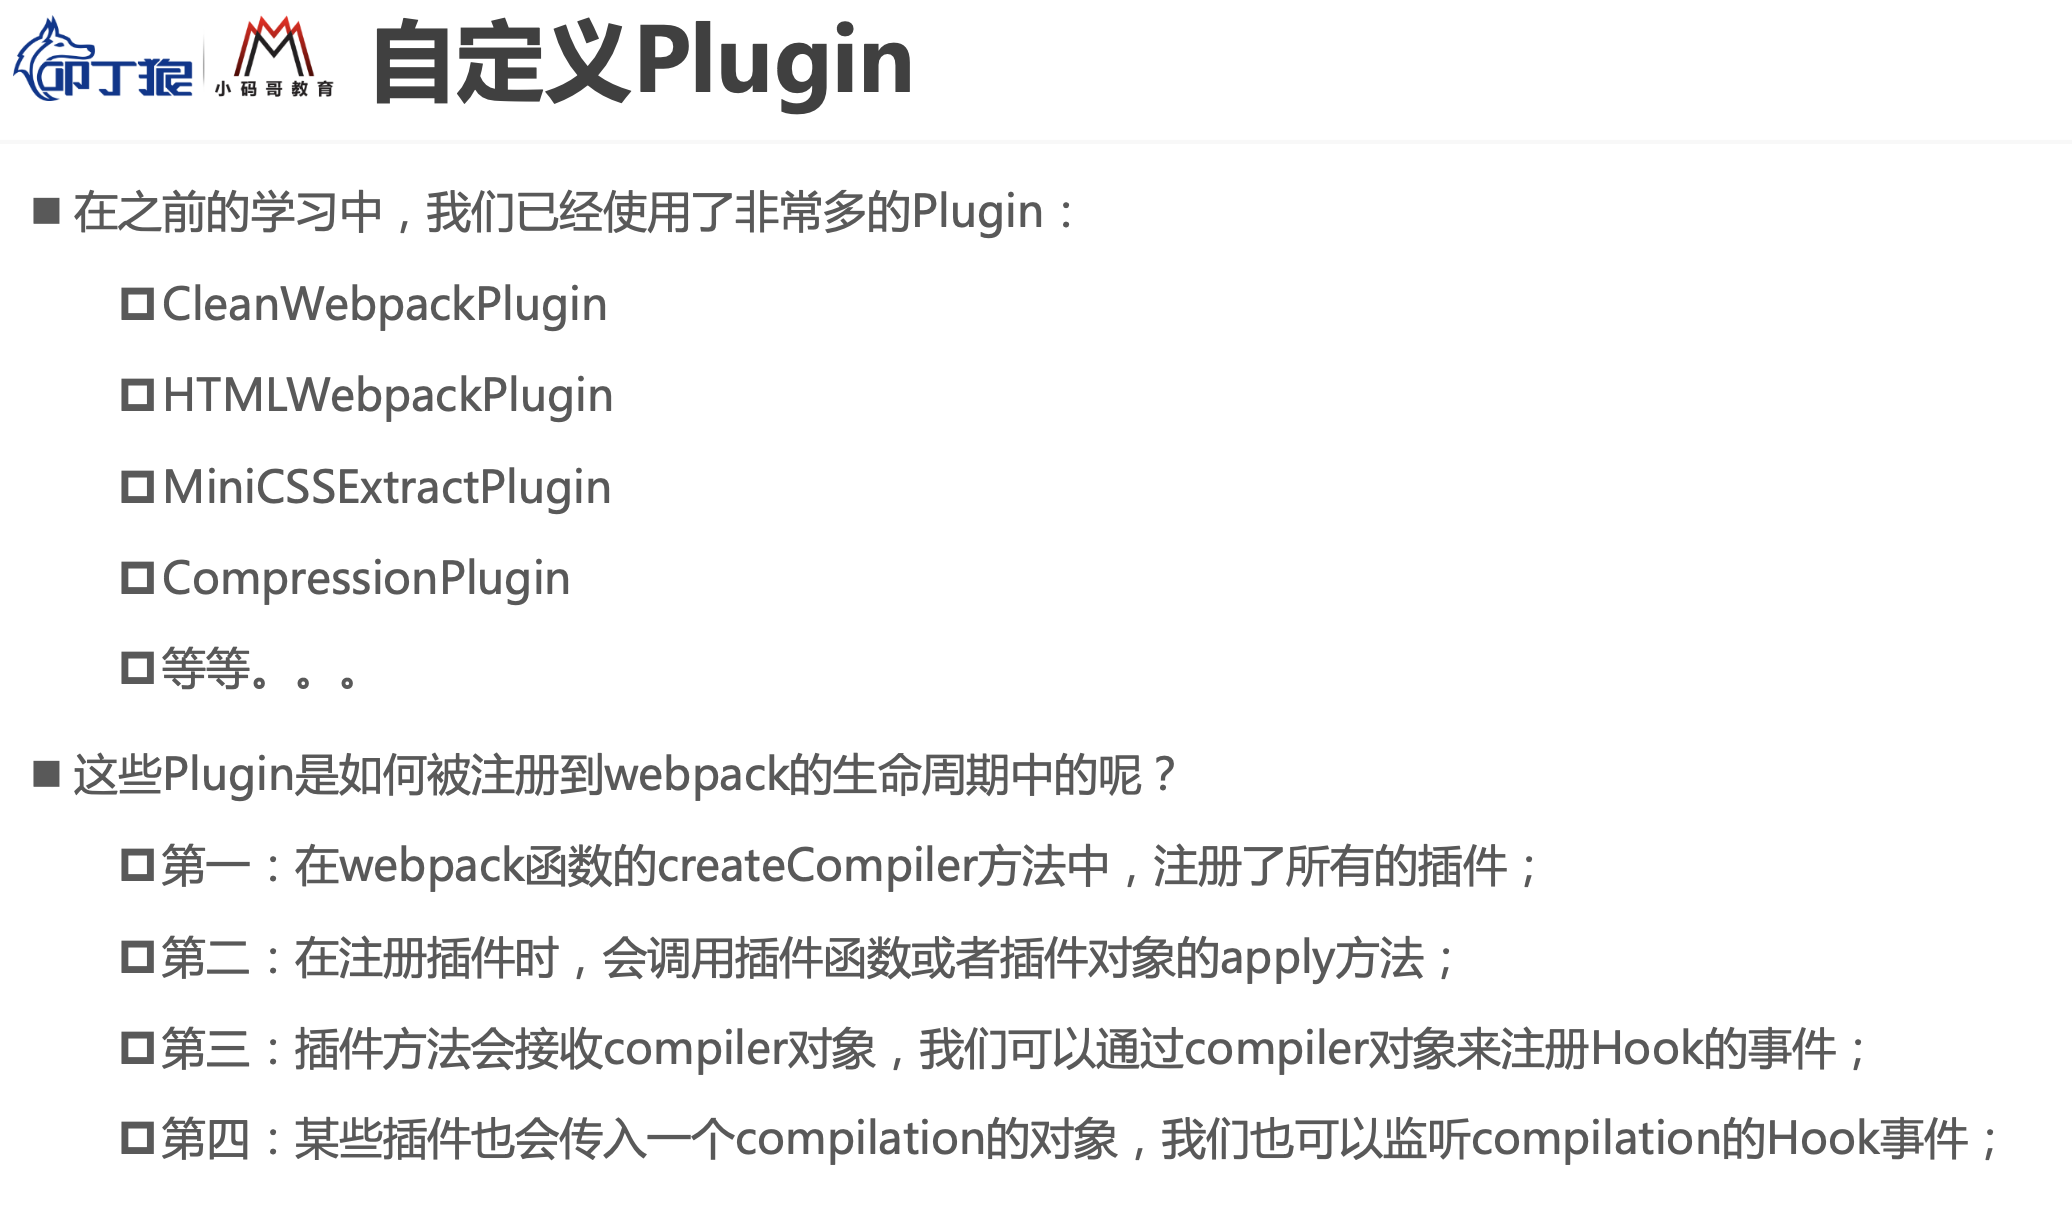 叩丁狼
小码哥教育
自定义Plugin
在之前的学习中，我们已经使用了非常多的Plugin：
CleanWebpackPlugin
HTMLWebpackPlugin
MiniCSSExtractPlugin
CompressionPlugin
等等。。。
这些Plugin是如何被注册到webpack的生命周期中的呢？
第一：在webpack函数的createCompiler方法中，注册了所有的插件；
第二：在注册插件时，会调用插件函数或者插件对象的apply方法；
第三：插件方法会接收compiler对象，我们可以通过compiler对象来注册Hook的事件；
第四：某些插件也会传入一个compilation的对象，我们也可以监听compilation的Hook事件；